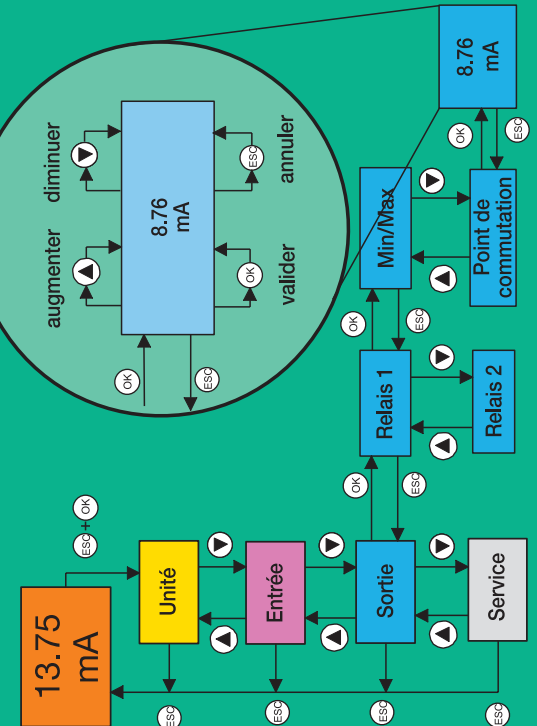 13.75
mA
ESC + OK
Unité
Entrée
Sortie
Service
ESC
ESC
ESC
ESC
OK
ESC
Relais 1
Relais 2
OK
ESC
Min/Max
Point de
commutation
OK
ESC
8.76
mA
augmenter
diminuer
8.76
mA
OK
ESC
OK
ESC
valider
annuler